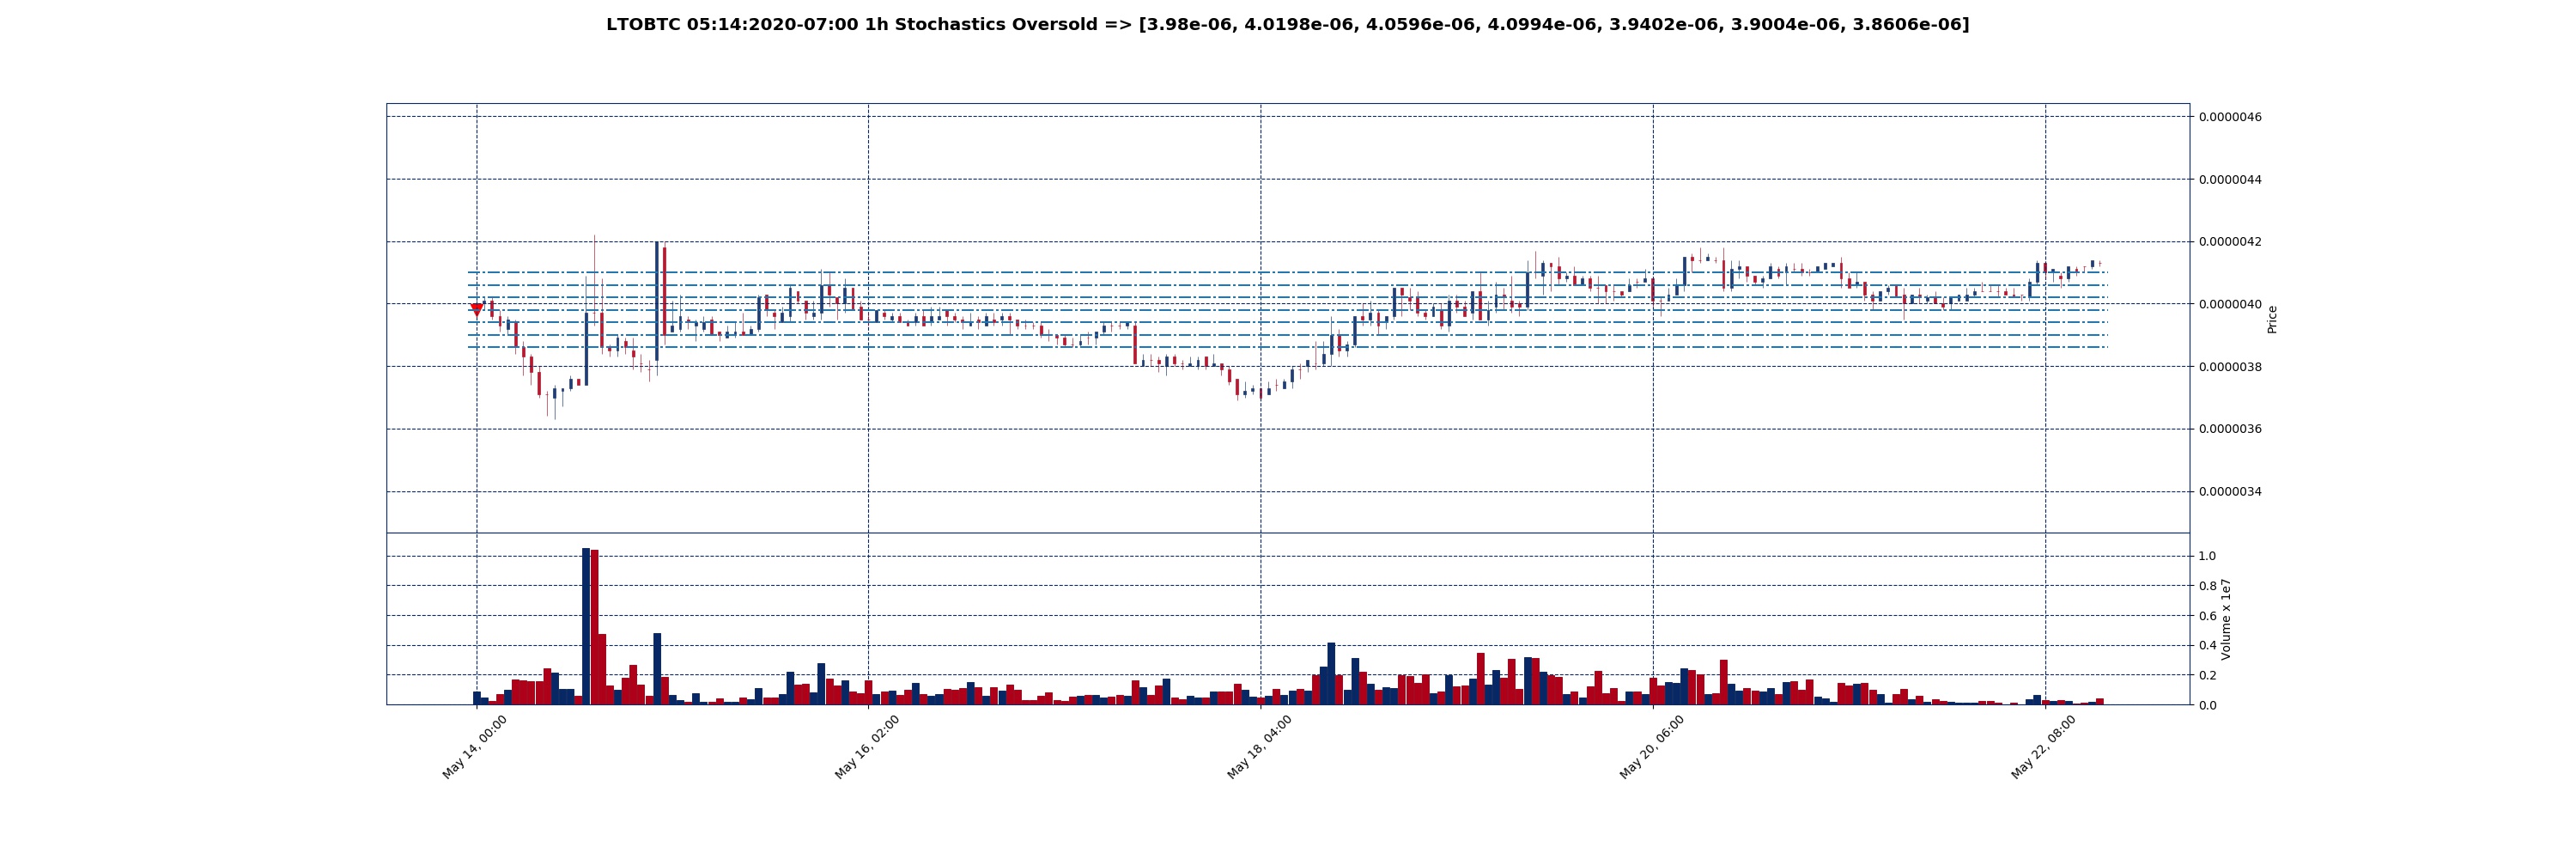 LTOBTC 05:14:2020-07:00 1h Stochastics Oversold => [3.98e-06, 4.0198e-06, 4.0596e-06, 4.0994e-06, 3.9402e-06, 3.9004e-06, 3.8606e-06]
0.0000046
0.0000044
0.0000042
0.0000040
0.0000038
0.0000036
0.0000034
Price
1.0
0.8
0.6
0.4
0.2
0.0
Volume x 1e7
May 14, 00:00
May 16, 02:00
May 18, 04:00
May 20, 06:00
May 22, 08:00